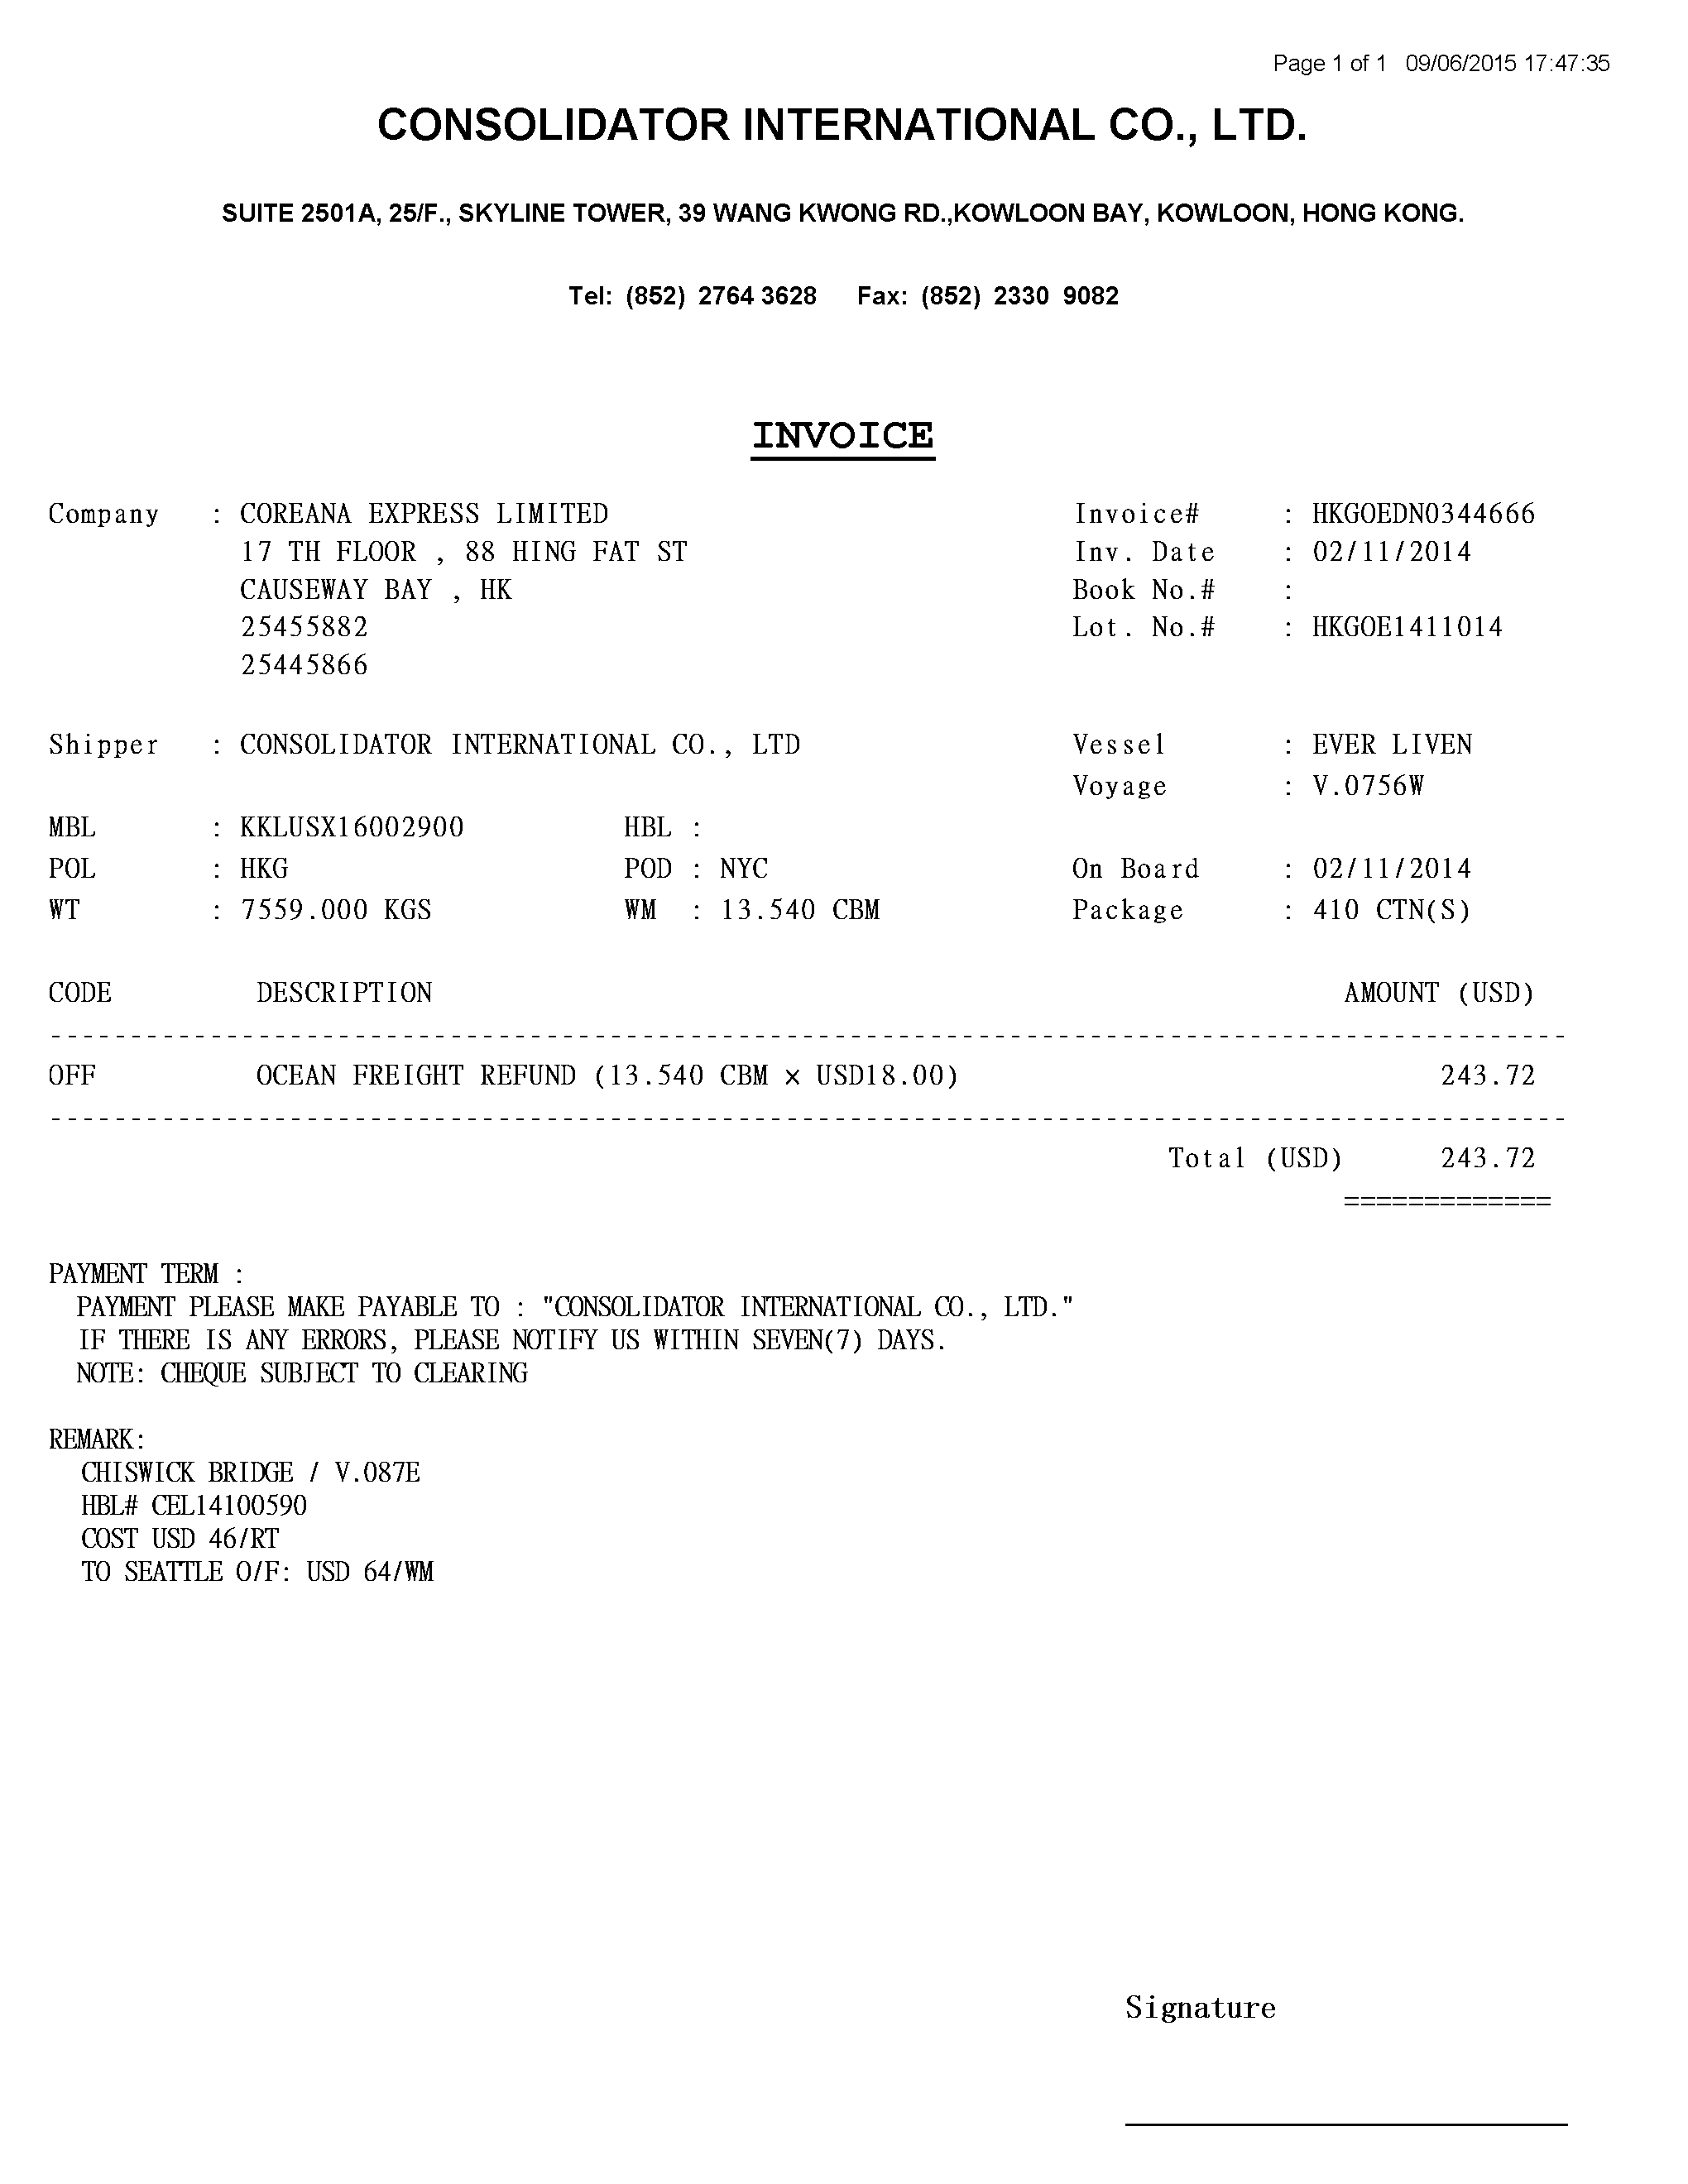 Page 1 of 1 09/06/2015 17:47:35
CONSOLIDATOR INTERNATIONAL CO., LTD.
SUITE 2501A, 25/F., SKYLINE TOWER, 39 WANG KWONG RD.,KOWLOON BAY, KOWLOON, HONG KONG.
Tel: (852) 2764 3628 Fax: (852) 2330 9082
INVOICE
Company : COREANA EXPRESS LIMITED Invoice# : HKGOEDN0344666
17 TH FLOOR , 88 HING FAT ST Inv. Date : 02/11/2014
CAUSEWAY BAY , HK Book No.# :
25455882 Lot. No.# : HKGOE1411014
25445866
Shipper : CONSOLIDATOR INTERNATIONAL CO., LTD Vessel : EVER LIVEN
Voyage : V.0756W
MBL : KKLUSX16002900 HBL :
POL : HKG POD : NYC On Board : 02/11/2014
WT : 7559.000 KGS WM : 13.540 CBM Package : 410 CTN(S)
CODE DESCRIPTION AMOUNT (USD)
OFF OCEAN FREIGHT REFUND (13.540 CBM × USD18.00) 243.72
Total (USD) 243.72
=============
PAYMENT TERM :
PAYMENT PLEASE MAKE PAYABLE TO : "CONSOLIDATOR INTERNATIONAL CO., LTD."
IF THERE IS ANY ERRORS, PLEASE NOTIFY US WITHIN SEVEN(7) DAYS.
NOTE: CHEQUE SUBJECT TO CLEARING
REMARK:
CHISWICK BRIDGE / V.087E
HBL# CEL14100590
COST USD 46/RT
TO SEATTLE O/F: USD 64/WM
Signature